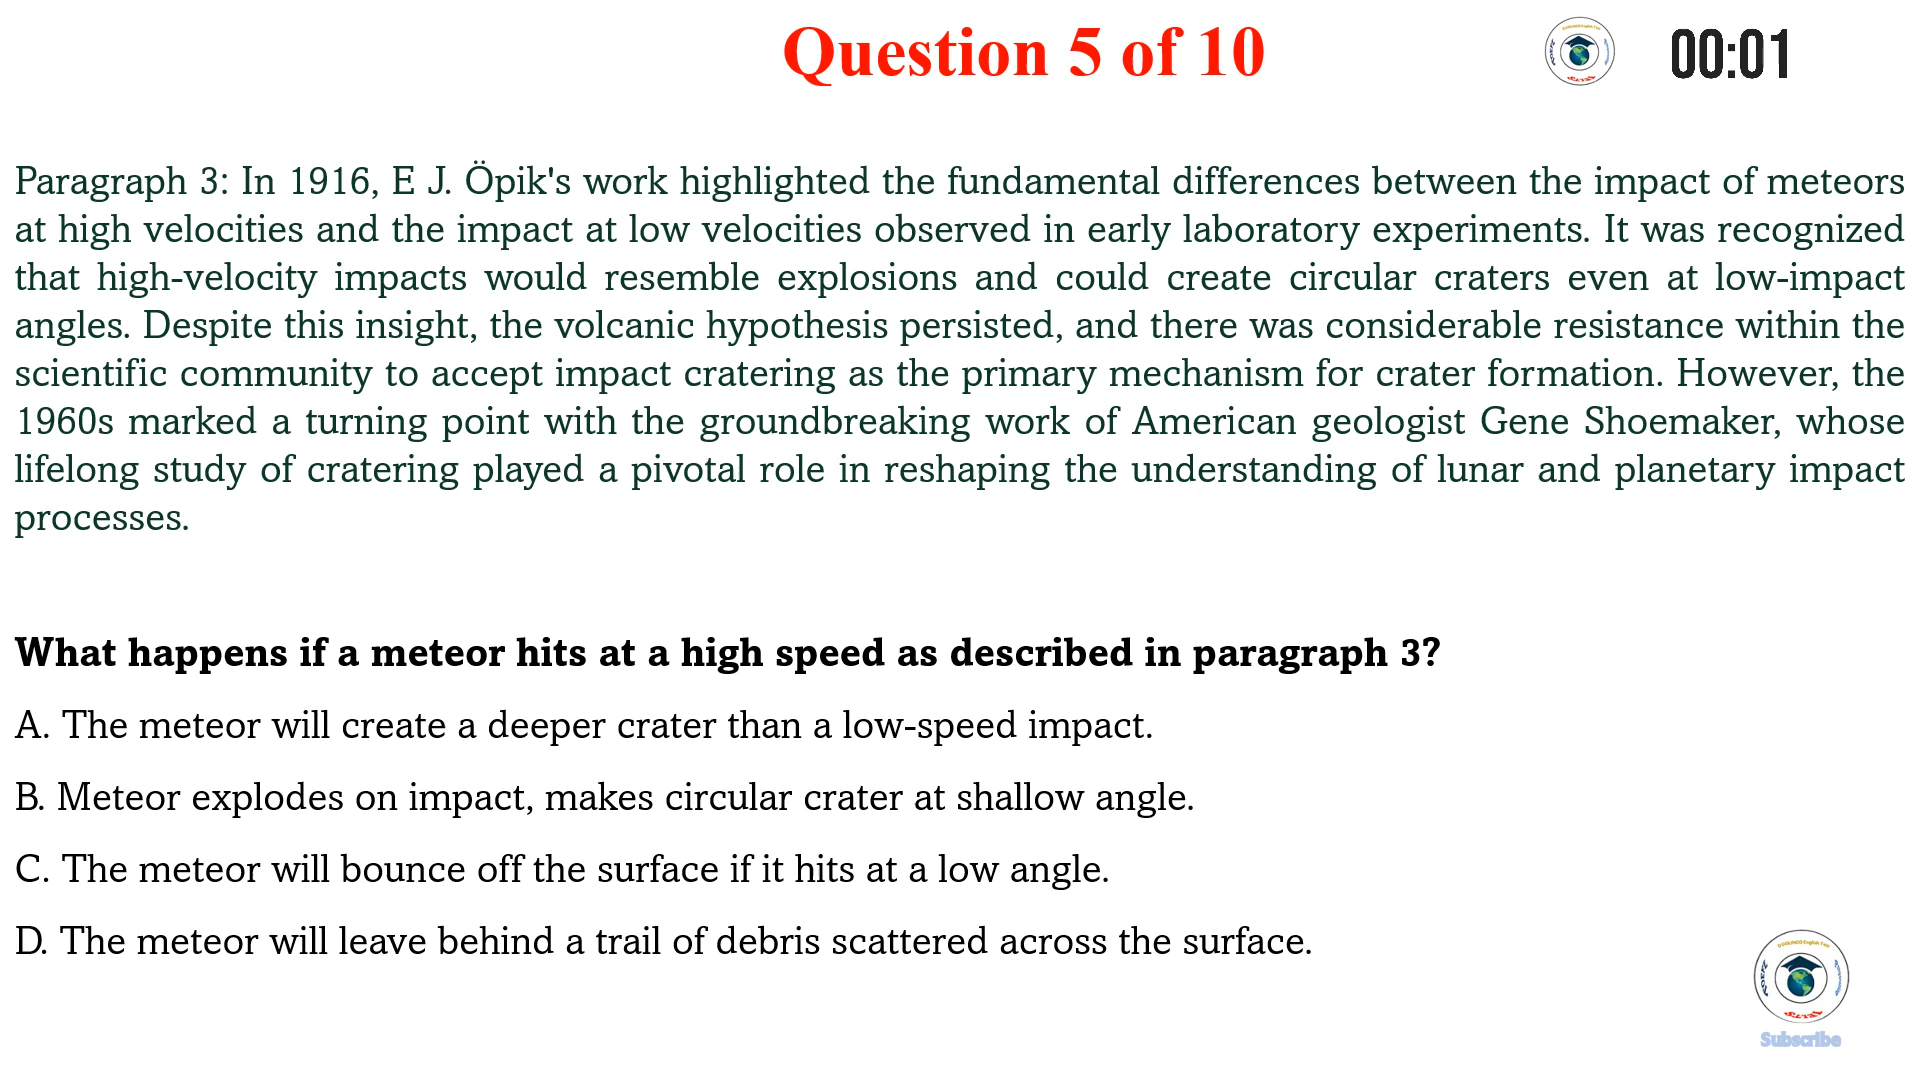 Question 5 of 10
00:01
Paragraph 3: In 1916, E J. Öpik's work highlighted the fundamental differences between the impact of meteors
at high velocities and the impact at low velocities observed in early laboratory experiments. It was recognized
that high-velocity impacts would resemble explosions and could create circular craters even at low-impact
angles. Despite this insight, the volcanic hypothesis persisted, and there was considerable resistance within the
scientific community to accept impact cratering as the primary mechanism for crater formation. However, the
1960s marked a turning point with the groundbreaking work of American geologist Gene Shoemaker, whose
lifelong study of cratering played a pivotal role in reshaping the understanding of lunar and planetary impact
processes.
What happens if a meteor hits at a high speed as described in paragraph 3?
A. The meteor will create a deeper crater than a low-speed impact.
B. Meteor explodes on impact, makes circular crater at shallow angle.
C. The meteor will bounce off the surface if it hits at a low angle.
D. The meteor will leave behind a trail of debris scattered across the surface.
IELTS
Subscribe